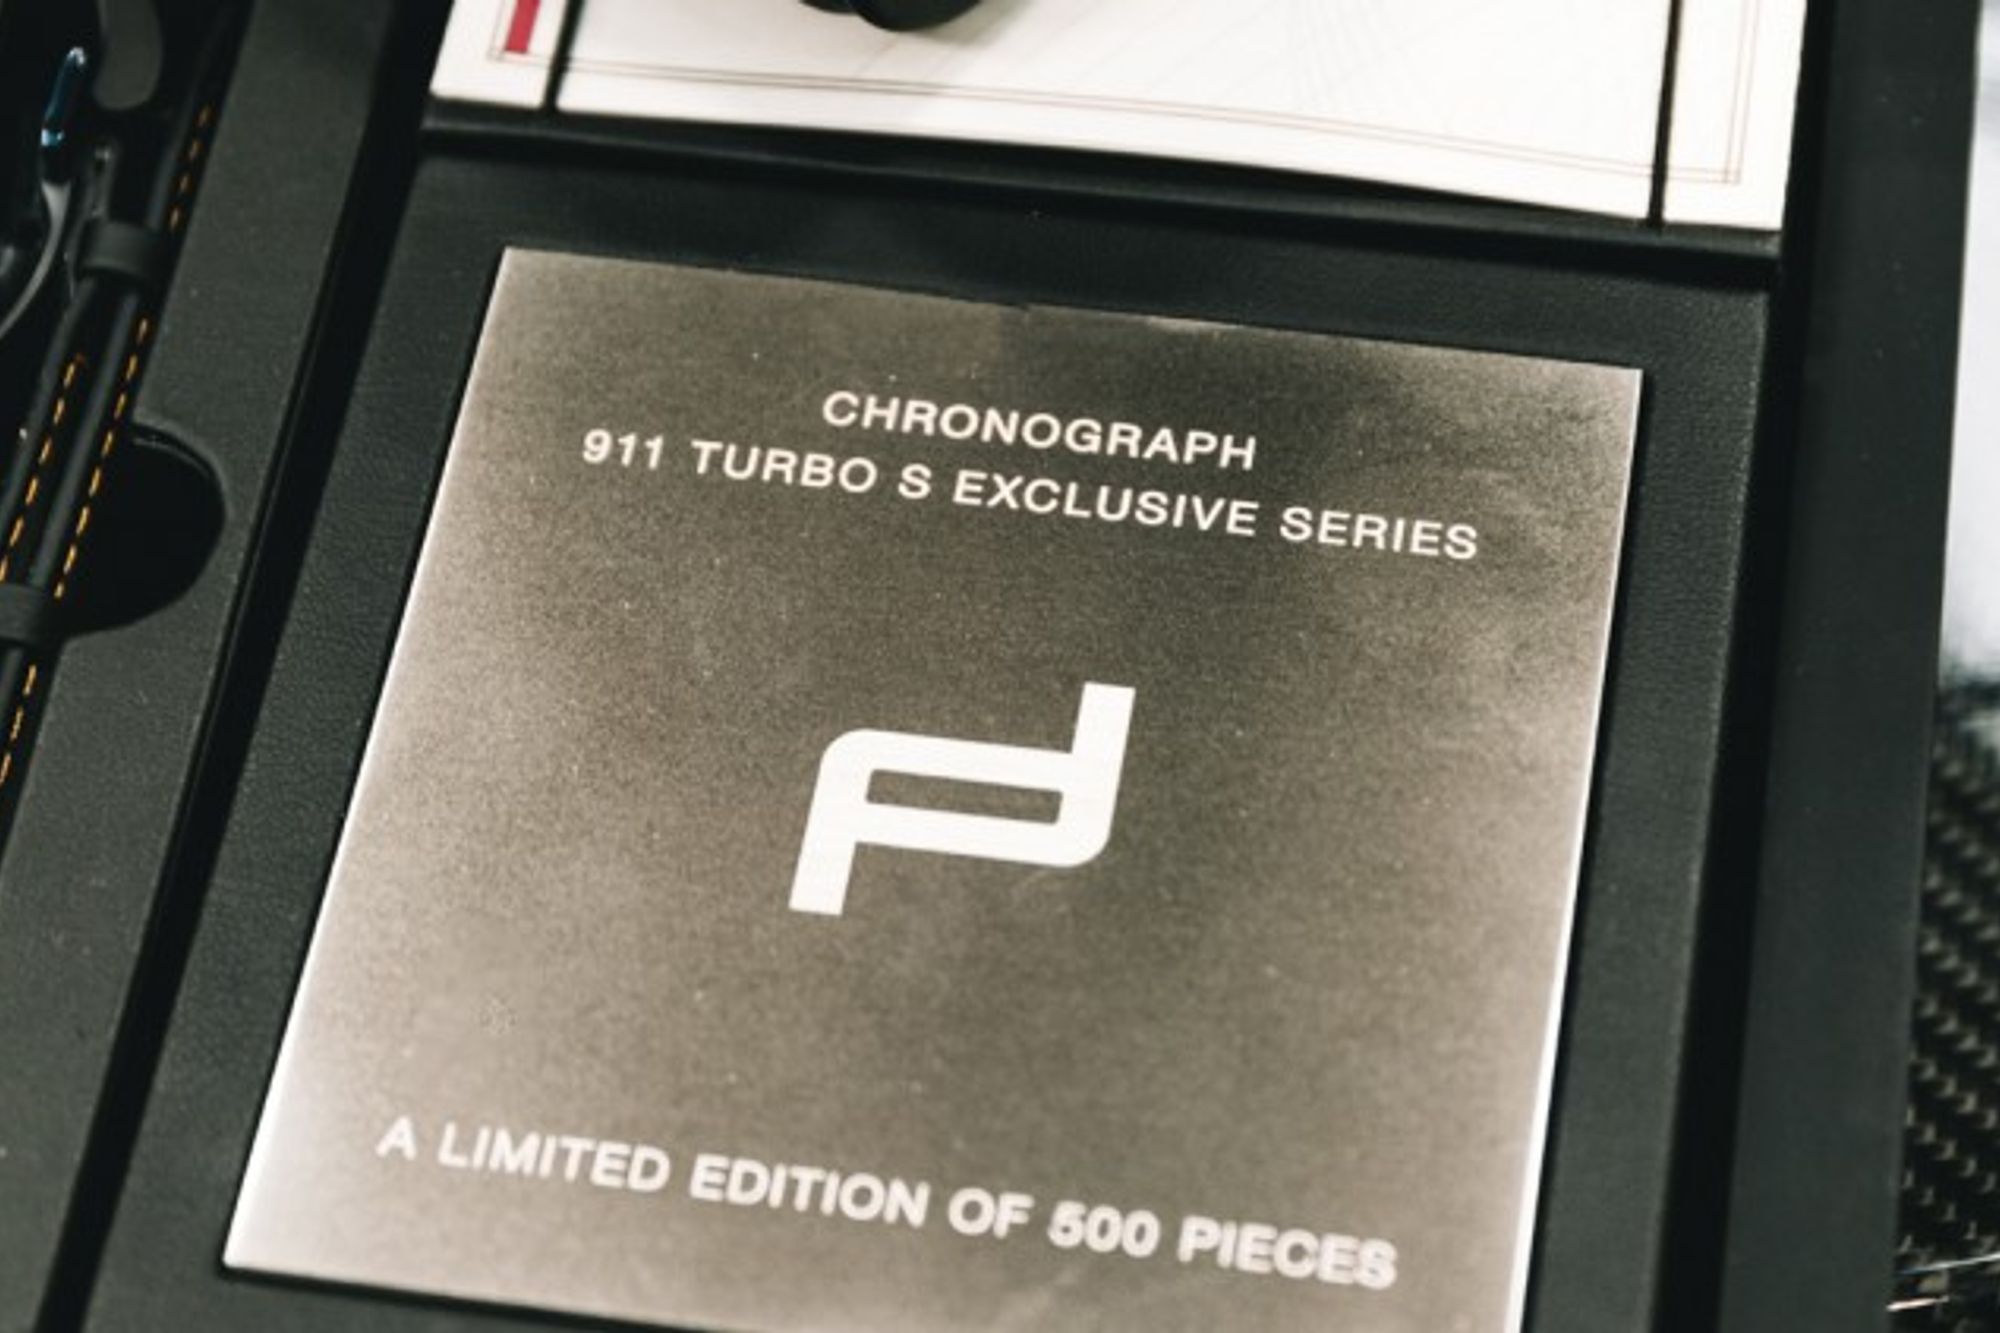 CHRONOGRAPH
911 TURBO S EXCLUSIVE SERIES
A LIMITED EDITION OF 500 PIECES